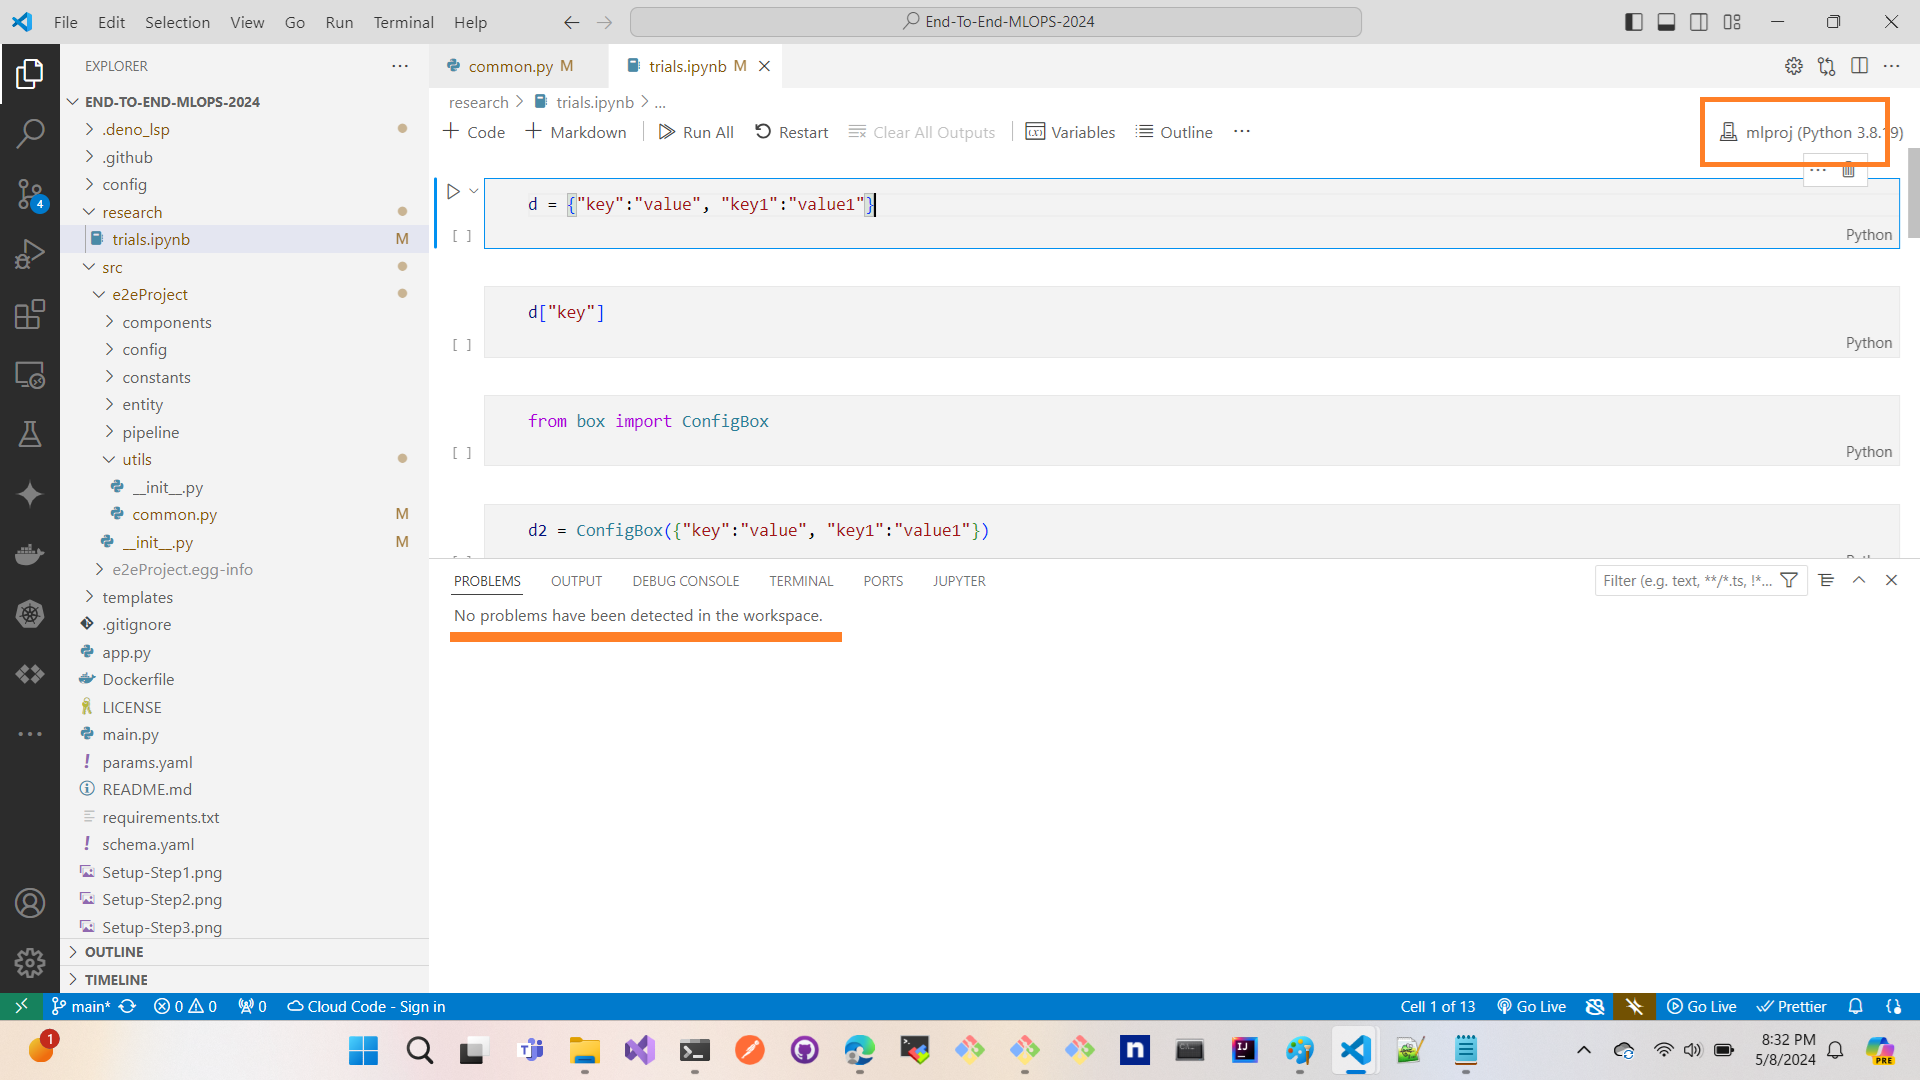 File Edit Selection View Go Run Terminal Help
End-To-End-MLOPS-2024
EXPLORER
END-TO-END-MLOPS-2024
.deno_lsp
.github
config
research
trials.ipynb M
src
e2eProject
components
config
constants
entity
pipeline
utils
__init__.py
common.py M
__init__.py M
e2eProject.egg-info
templates
.gitignore
app.py
Dockerfile
LICENSE
main.py
params.yaml
README.md
requirements.txt
schema.yaml
Setup-Step1.png
Setup-Step2.png
Setup-Step3.png
OUTLINE
TIMELINE
4
common.py M
trials.ipynb M
research > trials.ipynb > ...
+ Code + Markdown Run All Restart Clear All Outputs Variables Outline ...
mlproj (Python 3.8.19)
d = {"key":"value", "key1":"value1"}
[ ]
Python
d["key"]
[ ]
Python
from box import ConfigBox
[ ]
Python
d2 = ConfigBox({"key":"value", "key1":"value1"})
PROBLEMS OUTPUT DEBUG CONSOLE TERMINAL PORTS JUPYTER
Filter (e.g. text, **/*.ts, !*...
No problems have been detected in the workspace.
main* 0 0 0 Cloud Code - Sign in
Cell 1 of 13 Go Live Go Live Prettier
1
8:32 PM
5/8/2024
PRE